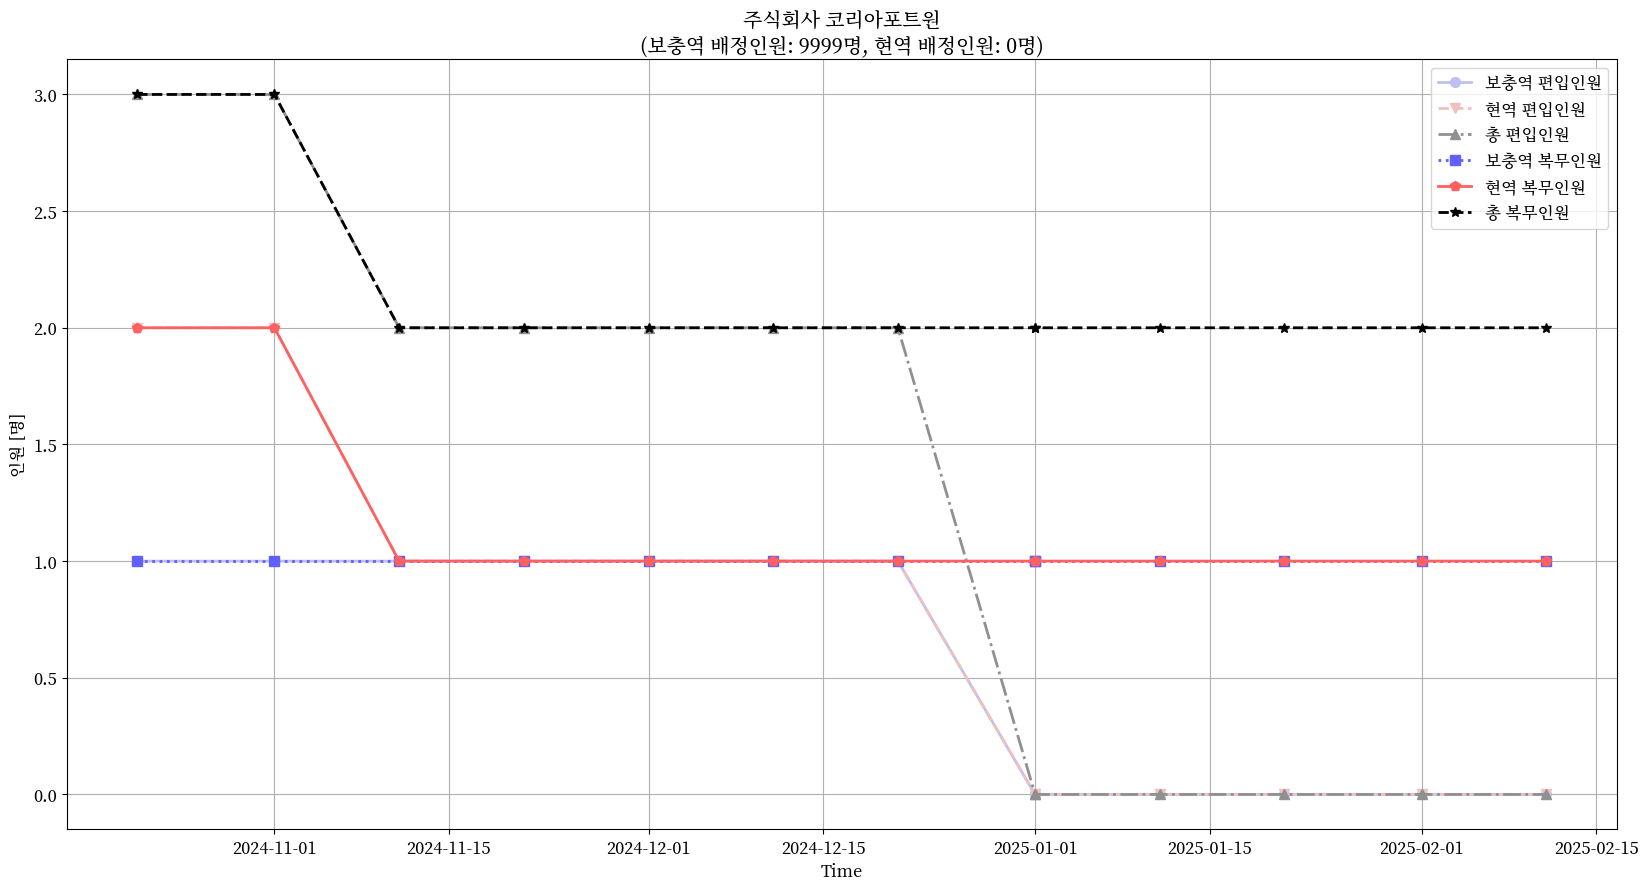 주식회사 코리아포트원
(보충역 배정인원: 9999명, 현역 배정인원: 0명)
보충역 편입인원
현역 편입인원
총 편입인원
보충역 복무인원
현역 복무인원
총 복무인원
3.0
2.5
2.0
1.5
1.0
0.5
0.0
인원 [명]
2024-11-01
2024-11-15
2024-12-01
2024-12-15
2025-01-01
2025-01-15
2025-02-01
2025-02-15
Time